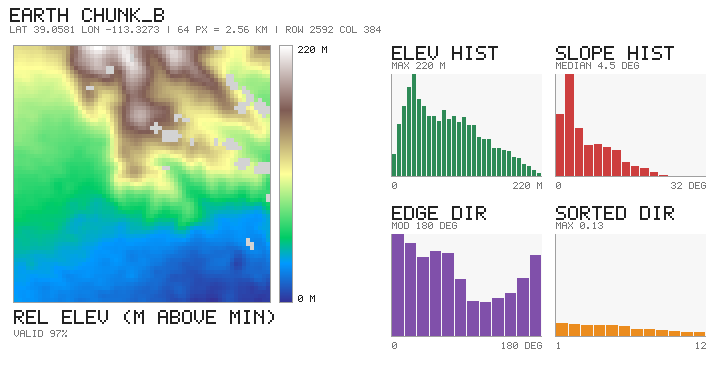 EARTH CHUNK_B
LAT 39.0581 LON -113.3273 | 64 PX = 2.56 KM | ROW 2592 COL 384
220 M
0 M
REL ELEV (M ABOVE MIN)
VALID 97%
ELEV HIST
MAX 220 M
0 220 M
SLOPE HIST
MEDIAN 4.5 DEG
0 32 DEG
EDGE DIR
MOD 180 DEG
0 180 DEG
SORTED DIR
MAX 0.13
1 12